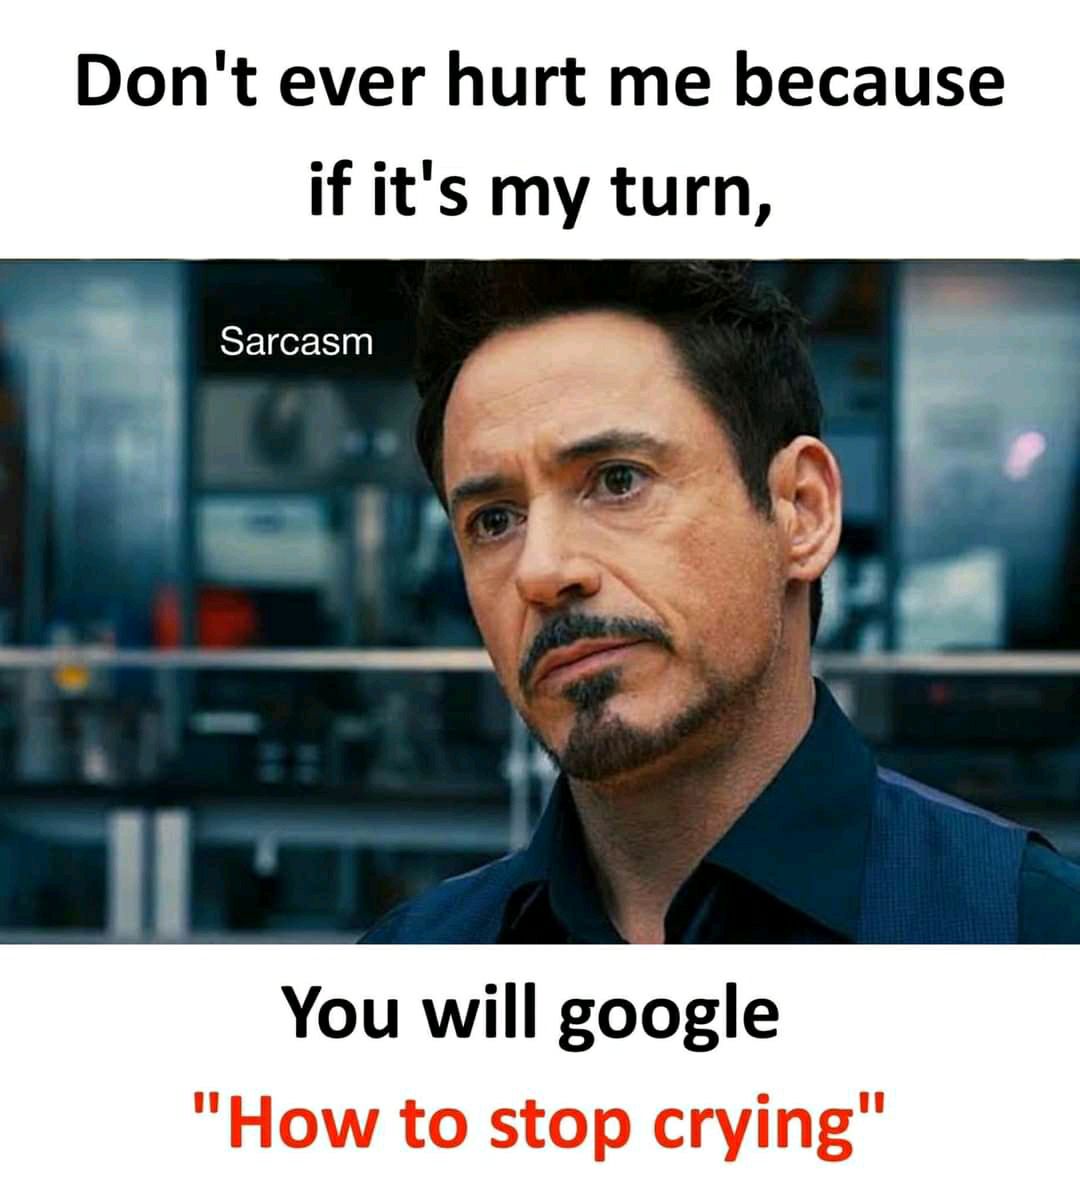 Don't ever hurt me because
if it's my turn,
Sarcasm
You will google
"How to stop crying"